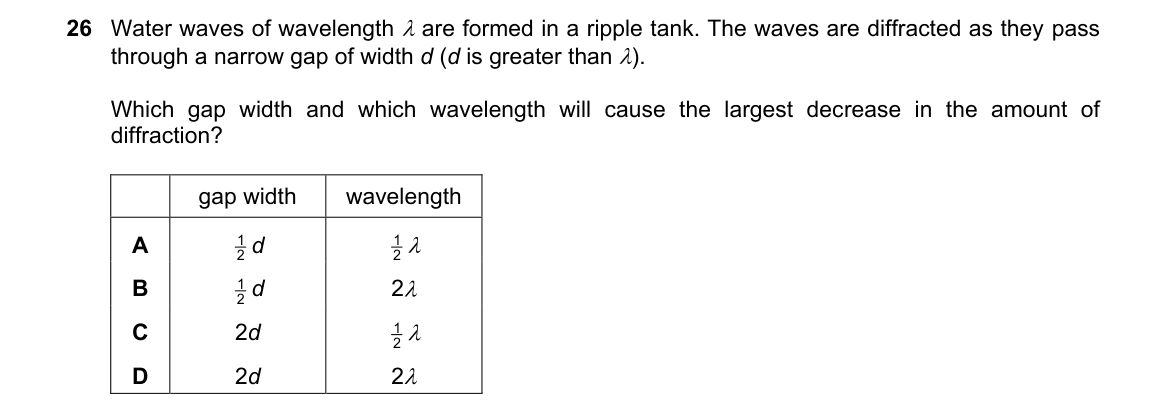 26 Water waves of wavelength λ are formed in a ripple tank. The waves are diffracted as they pass
through a narrow gap of width d (d is greater than λ).
Which gap width and which wavelength will cause the largest decrease in the amount of
diffraction?
gap width wavelength
A 1/2 d 1/2 λ
B 1/2 d 2λ
C 2d 1/2 λ
D 2d 2λ